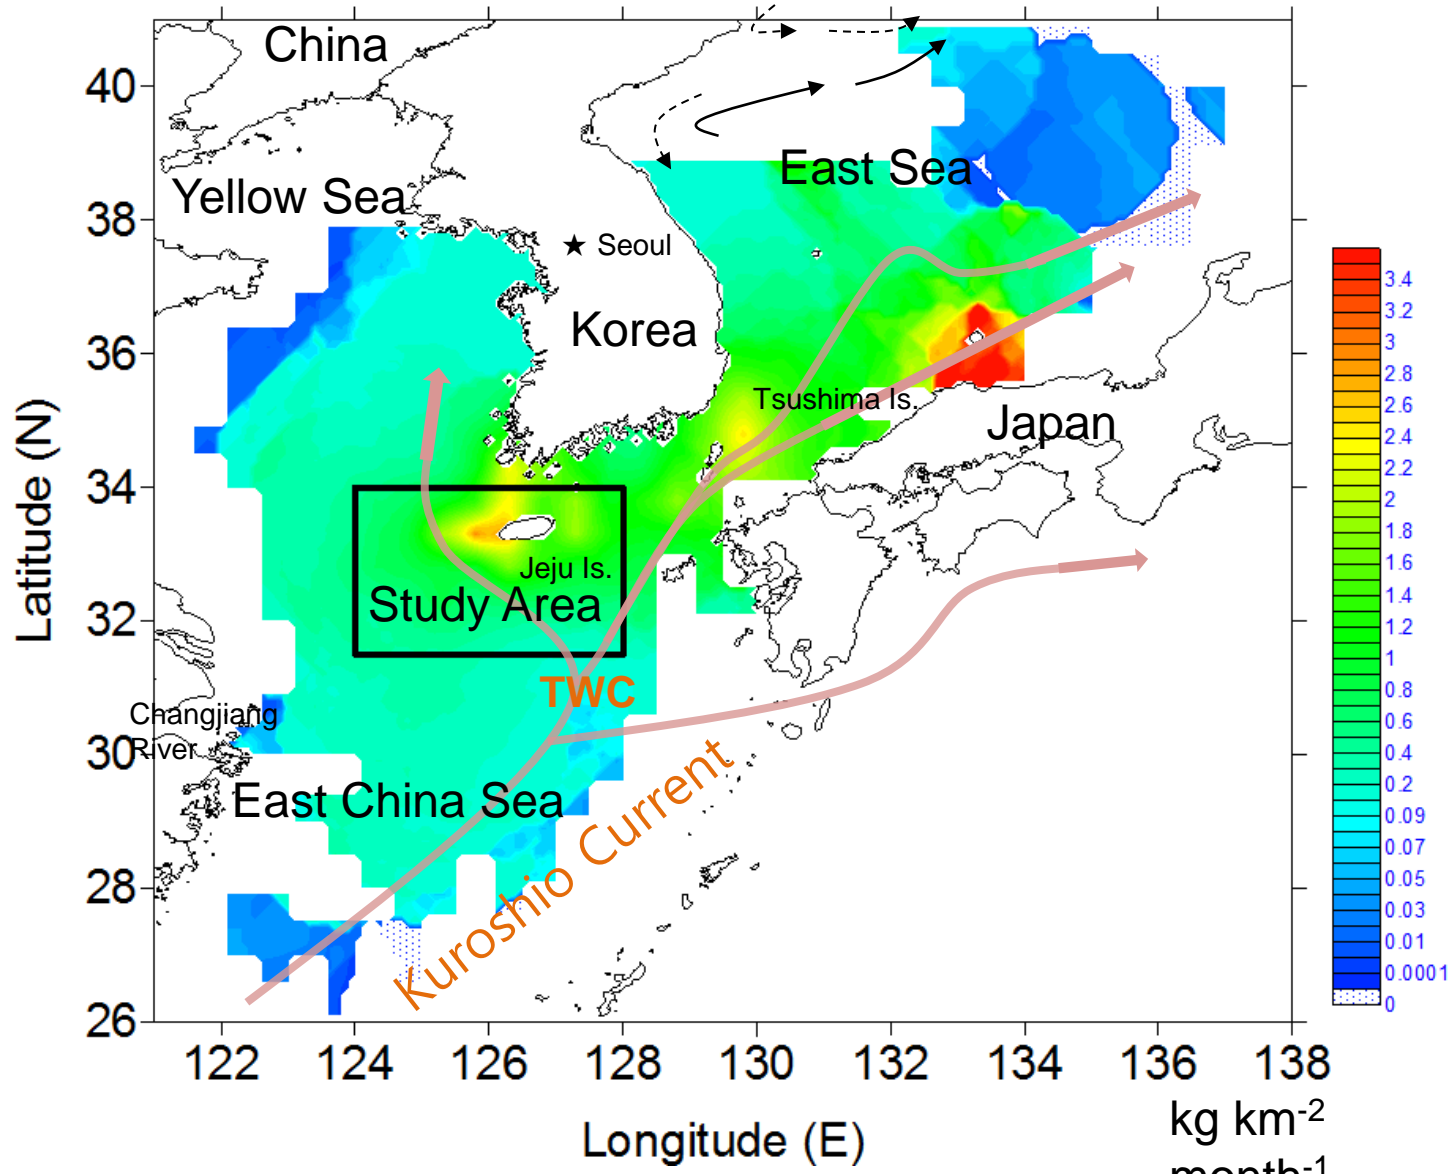 China
40
East Sea
Yellow Sea
38
★ Seoul
Korea
36
Tsushima Is.
Japan
34
Jeju Is.
Study Area
32
TWC
Changjiang
River
30
East China Sea
Kuroshio Current
28
26
Latitude (N)
122 124 126 128 130 132 134 136 138
Longitude (E)
3.4
3.2
3
2.8
2.6
2.4
2.2
2
1.8
1.6
1.4
1.2
1
0.8
0.6
0.4
0.2
0.09
0.07
0.05
0.03
0.01
0.0001
0
kg km-2
month-1